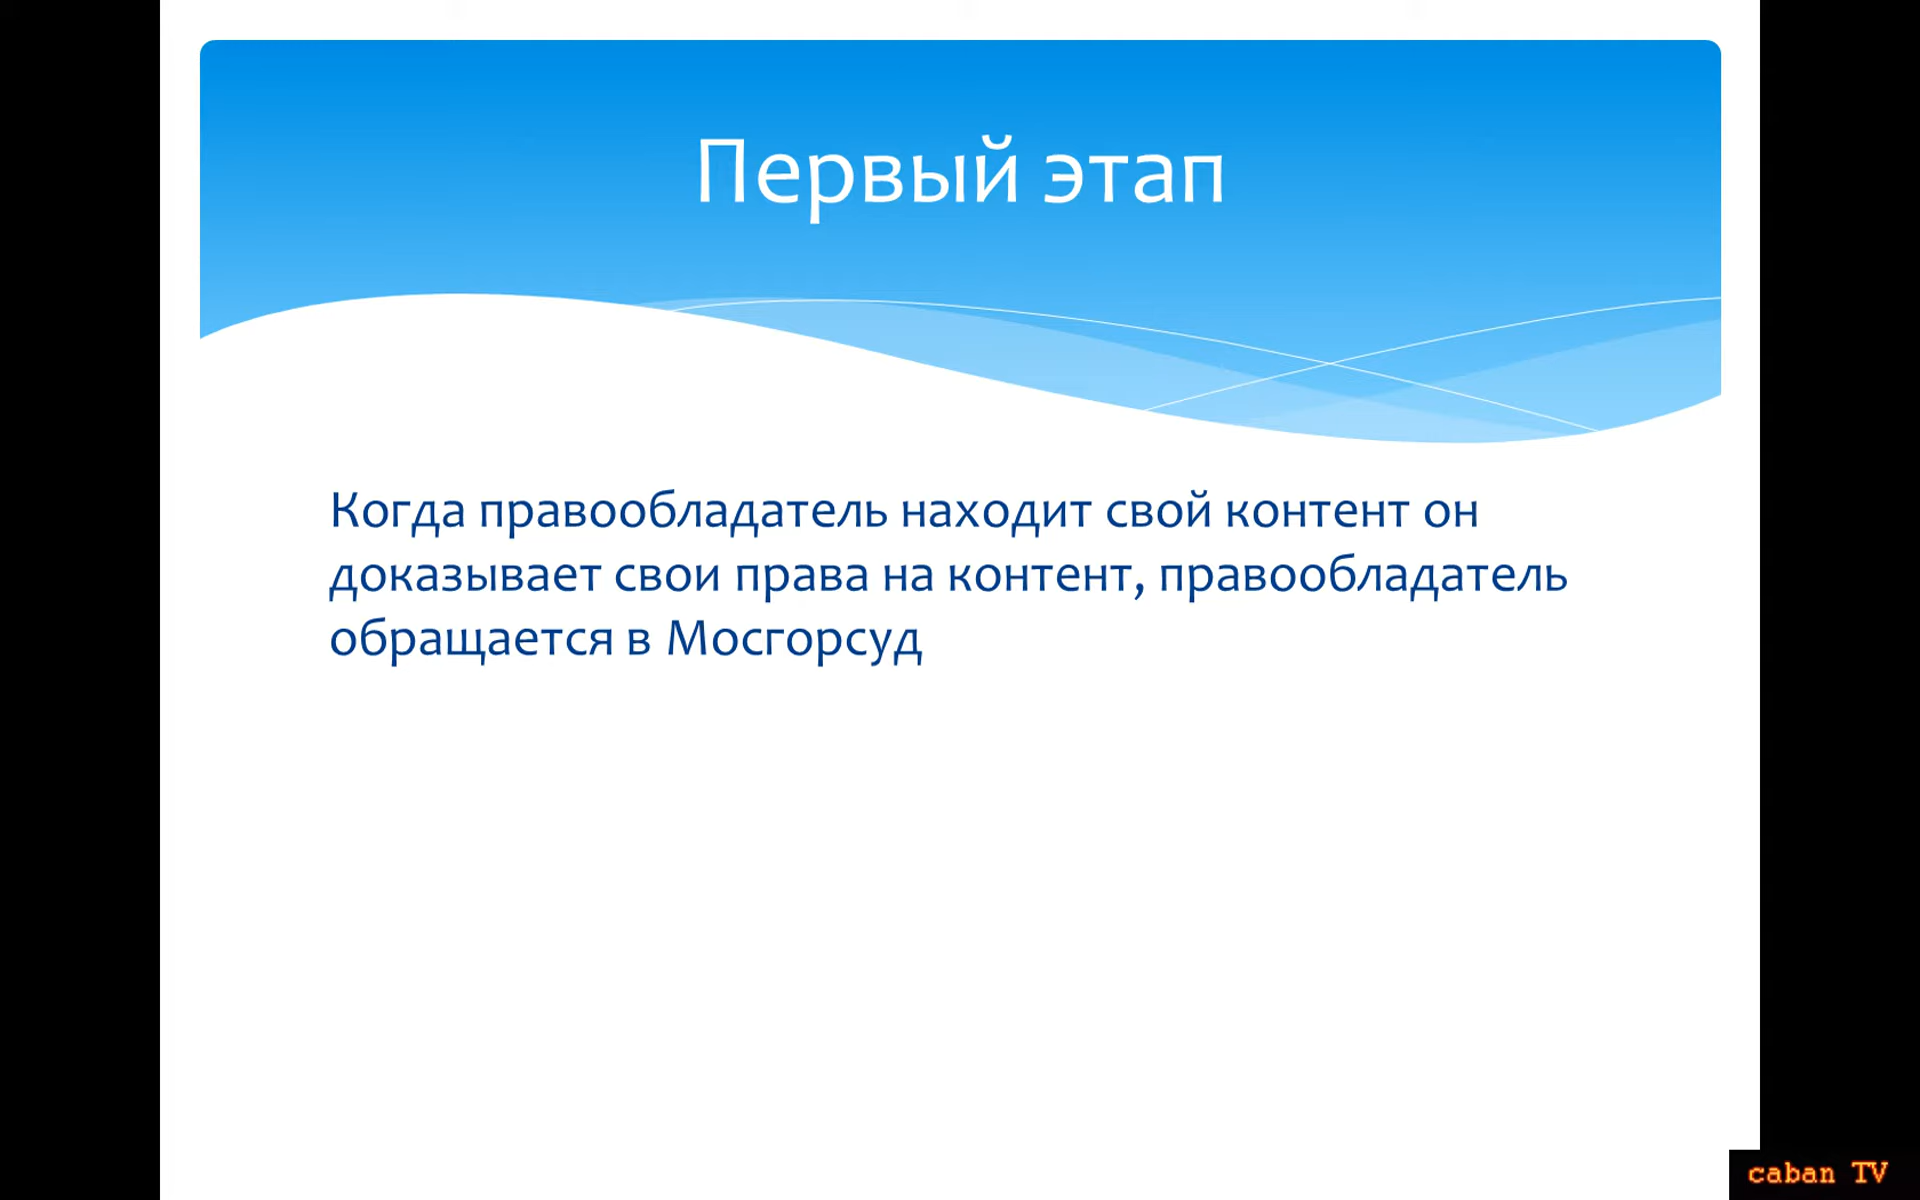 Первый этап
Когда правообладатель находит свой контент он
доказывает свои права на контент, правообладатель
обращается в Мосгорсуд
caban TV